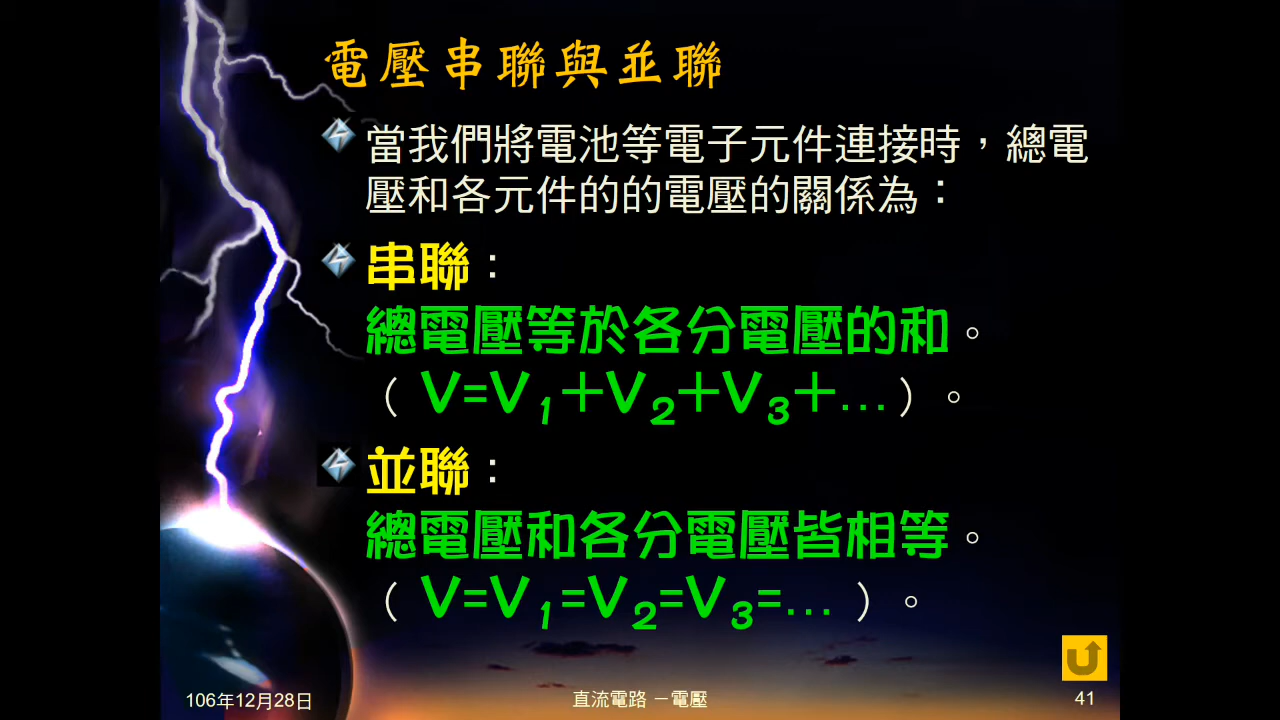 電壓串聯與並聯
當我們將電池等電子元件連接時，總電
壓和各元件的的電壓的關係為：
串聯：
總電壓等於各分電壓的和。
（ V=V₁＋V₂＋V₃＋…）。
並聯：
總電壓和各分電壓皆相等。
（ V=V₁=V₂=V₃=… ）。
106年12月28日
直流電路 －電壓
41